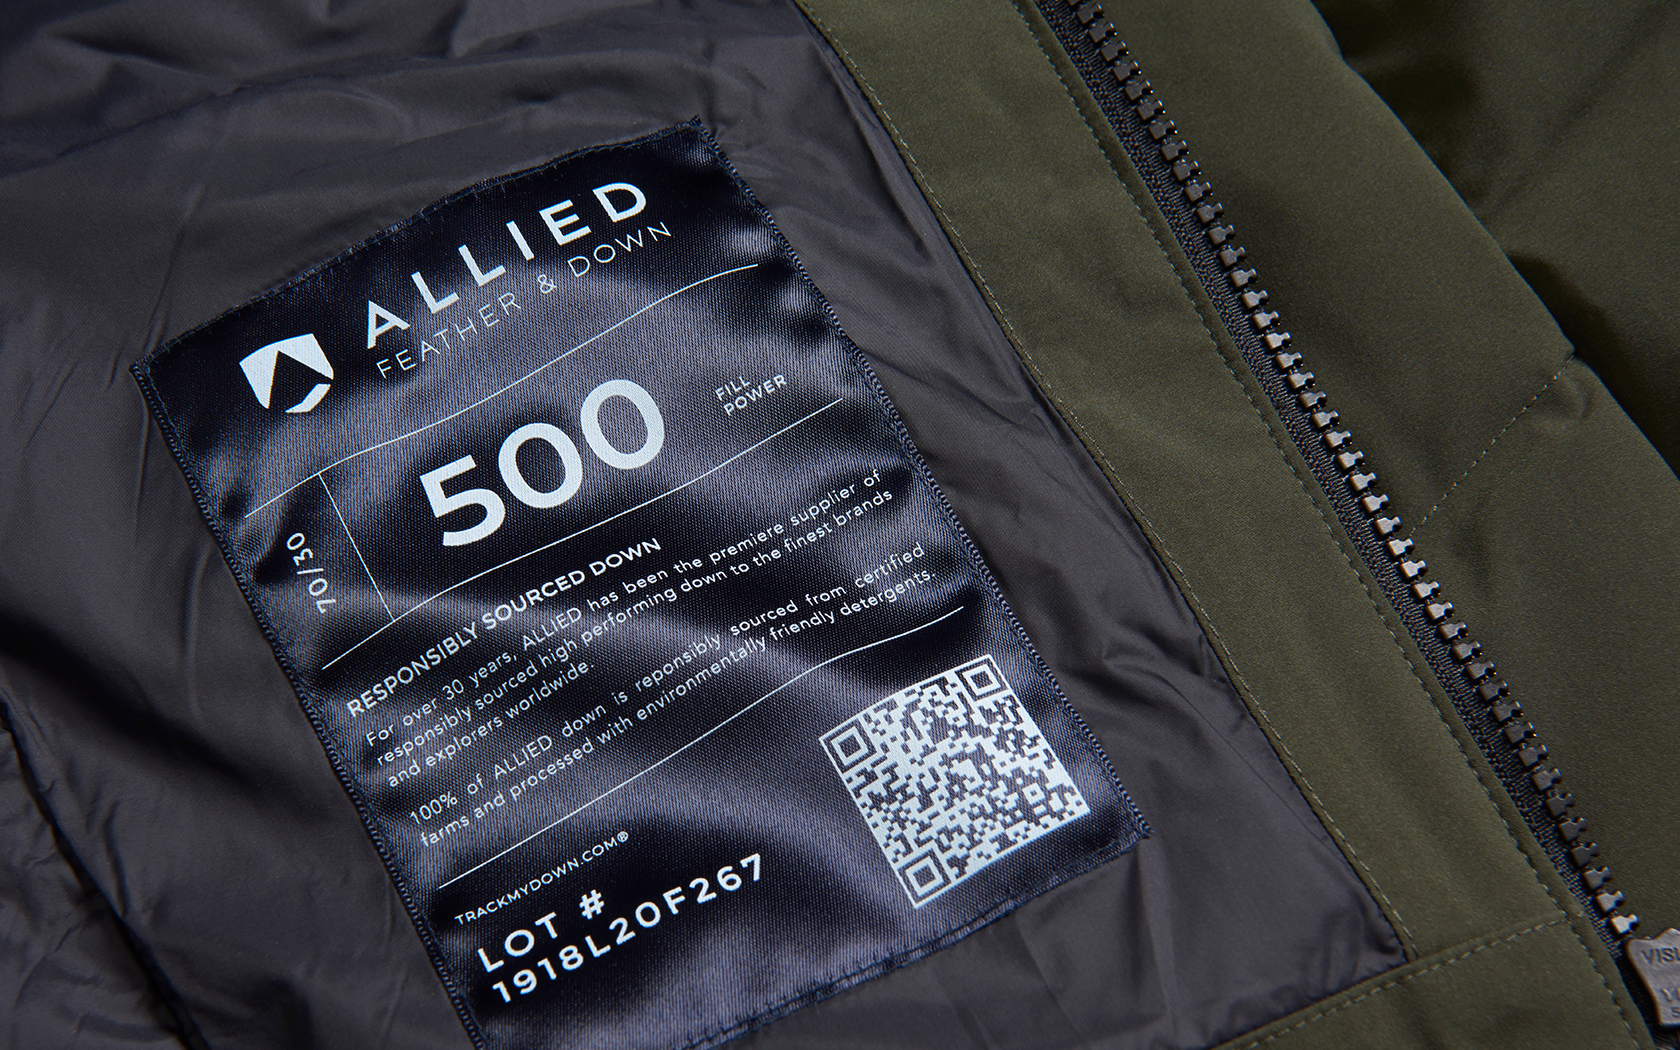 ALLIED
FEATHER & DOWN
500
FILL
POWER
70/30
RESPONSIBLY SOURCED DOWN
For over 30 years, ALLIED has been the premiere supplier of
responsibly sourced high performing down to the finest brands
and explorers worldwide.
100% of ALLIED down is reponsibly sourced from certified
farms and processed with environmentally friendly detergents.
TRACKMYDOWN.COM®
LOT #
1918L20F267